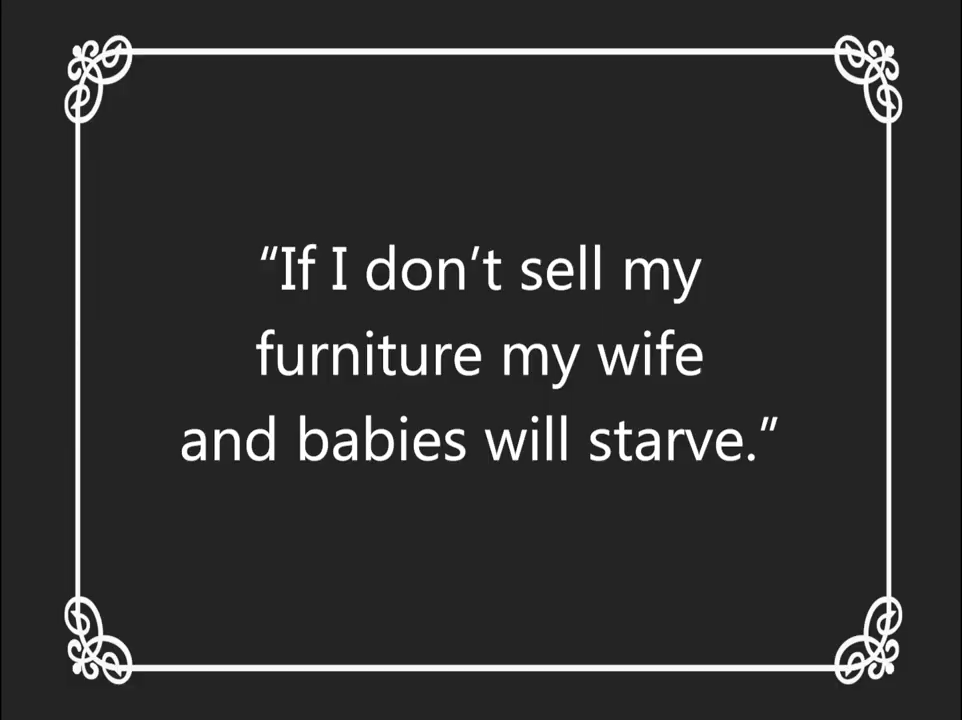 “If I don’t sell my
furniture my wife
and babies will starve.”